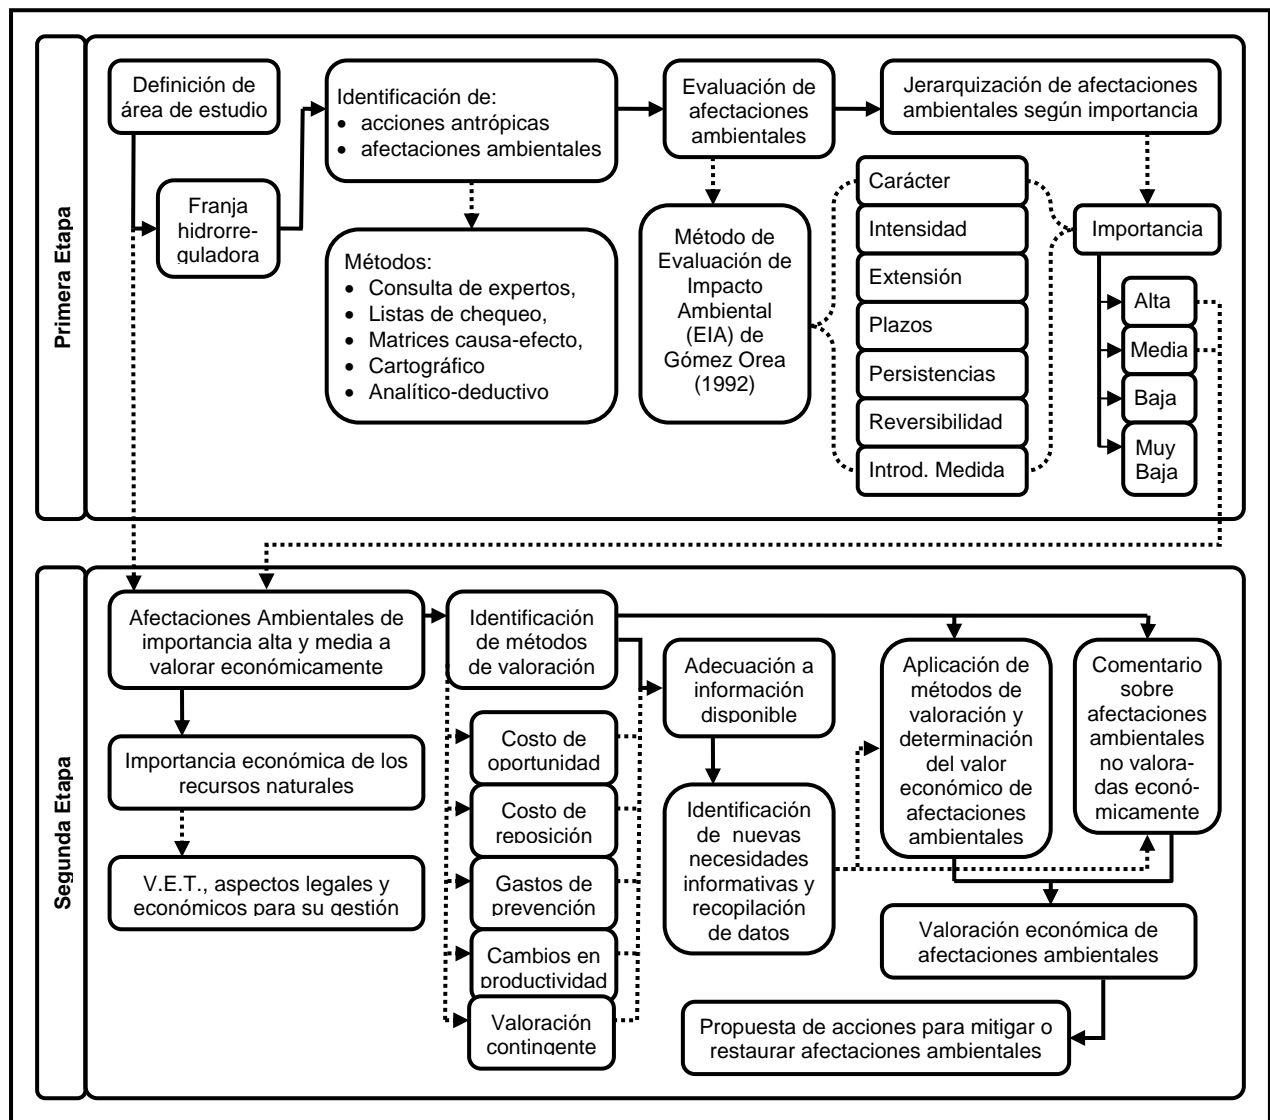 Primera Etapa
Definición de
área de estudio
Franja
hidrorre-
guladora
Identificación de:
• acciones antrópicas
• afectaciones ambientales
Métodos:
• Consulta de expertos,
• Listas de chequeo,
• Matrices causa-efecto,
• Cartográfico
• Analítico-deductivo
Evaluación de
afectaciones
ambientales
Método de
Evaluación de
Impacto
Ambiental
(EIA) de
Gómez Orea
(1992)
Jerarquización de afectaciones
ambientales según importancia
Carácter
Intensidad
Extensión
Plazos
Persistencias
Reversibilidad
Introd. Medida
Importancia
Alta
Media
Baja
Muy
Baja
Segunda Etapa
Afectaciones Ambientales de
importancia alta y media a
valorar económicamente
Importancia económica de los
recursos naturales
V.E.T., aspectos legales y
económicos para su gestión
Identificación
de métodos
de valoración
Costo de
oportunidad
Costo de
reposición
Gastos de
prevención
Cambios en
productividad
Valoración
contingente
Adecuación a
información
disponible
Identificación
de nuevas
necesidades
informativas y
recopilación
de datos
Aplicación de
métodos de
valoración y
determinación
del valor
económico de
afectaciones
ambientales
Comentario
sobre
afectaciones
ambientales
no valora-
das econó-
micamente
Valoración económica de
afectaciones ambientales
Propuesta de acciones para mitigar o
restaurar afectaciones ambientales